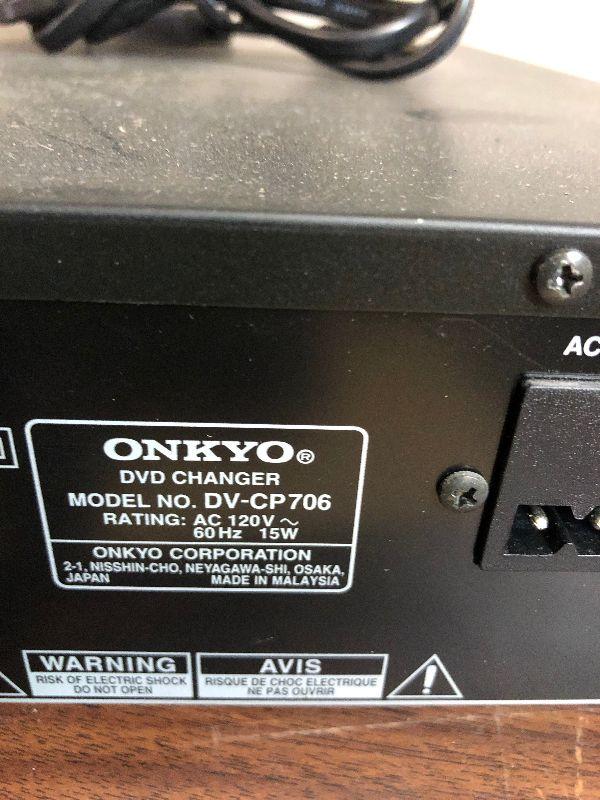 AC
ONKYO®
DVD CHANGER
MODEL NO. DV-CP706
RATING: AC 120V ~
60Hz 15W
ONKYO CORPORATION
2-1, NISSHIN-CHO, NEYAGAWA-SHI, OSAKA,
JAPAN MADE IN MALAYSIA
WARNING
RISK OF ELECTRIC SHOCK
DO NOT OPEN
AVIS
RISQUE DE CHOC ELECTRIQUE
NE PAS OUVRIR
!